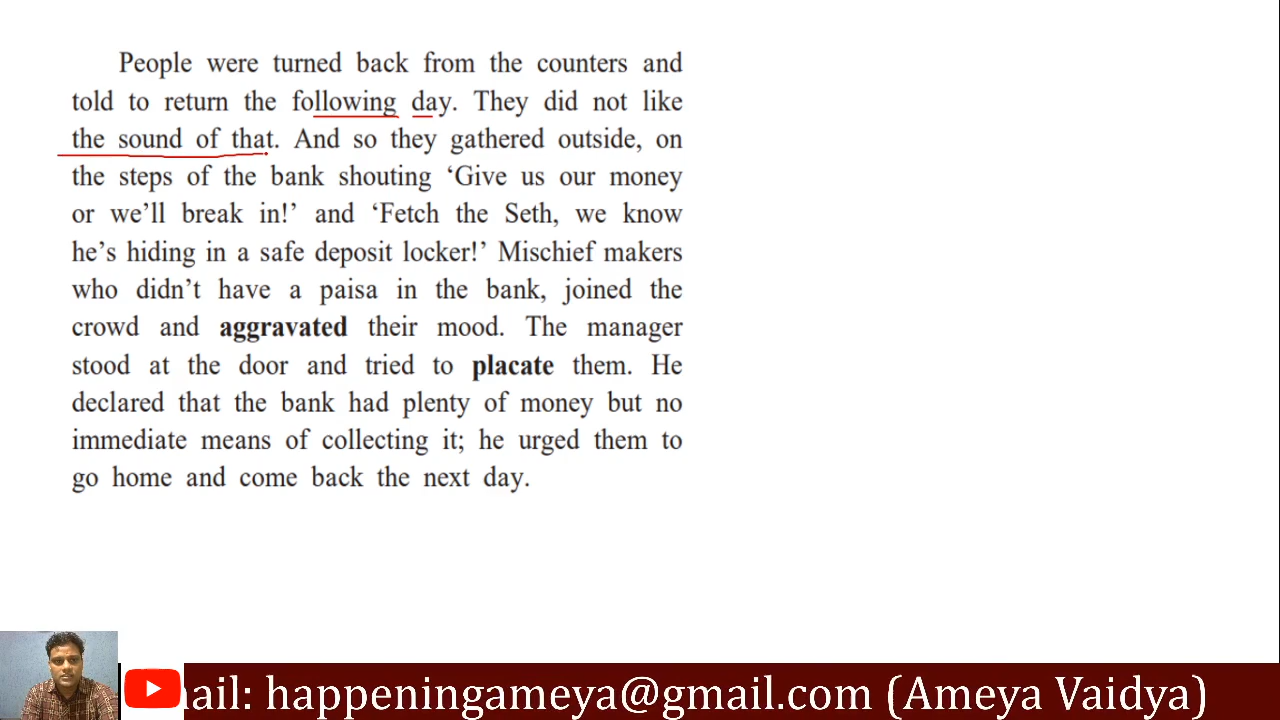 People were turned back from the counters and
told to return the following day. They did not like
the sound of that. And so they gathered outside, on
the steps of the bank shouting ‘Give us our money
or we’ll break in!’ and ‘Fetch the Seth, we know
he’s hiding in a safe deposit locker!’ Mischief makers
who didn’t have a paisa in the bank, joined the
crowd and aggravated their mood. The manager
stood at the door and tried to placate them. He
declared that the bank had plenty of money but no
immediate means of collecting it; he urged them to
go home and come back the next day.
ail: happeningameya@gmail.com (Ameya Vaidya)